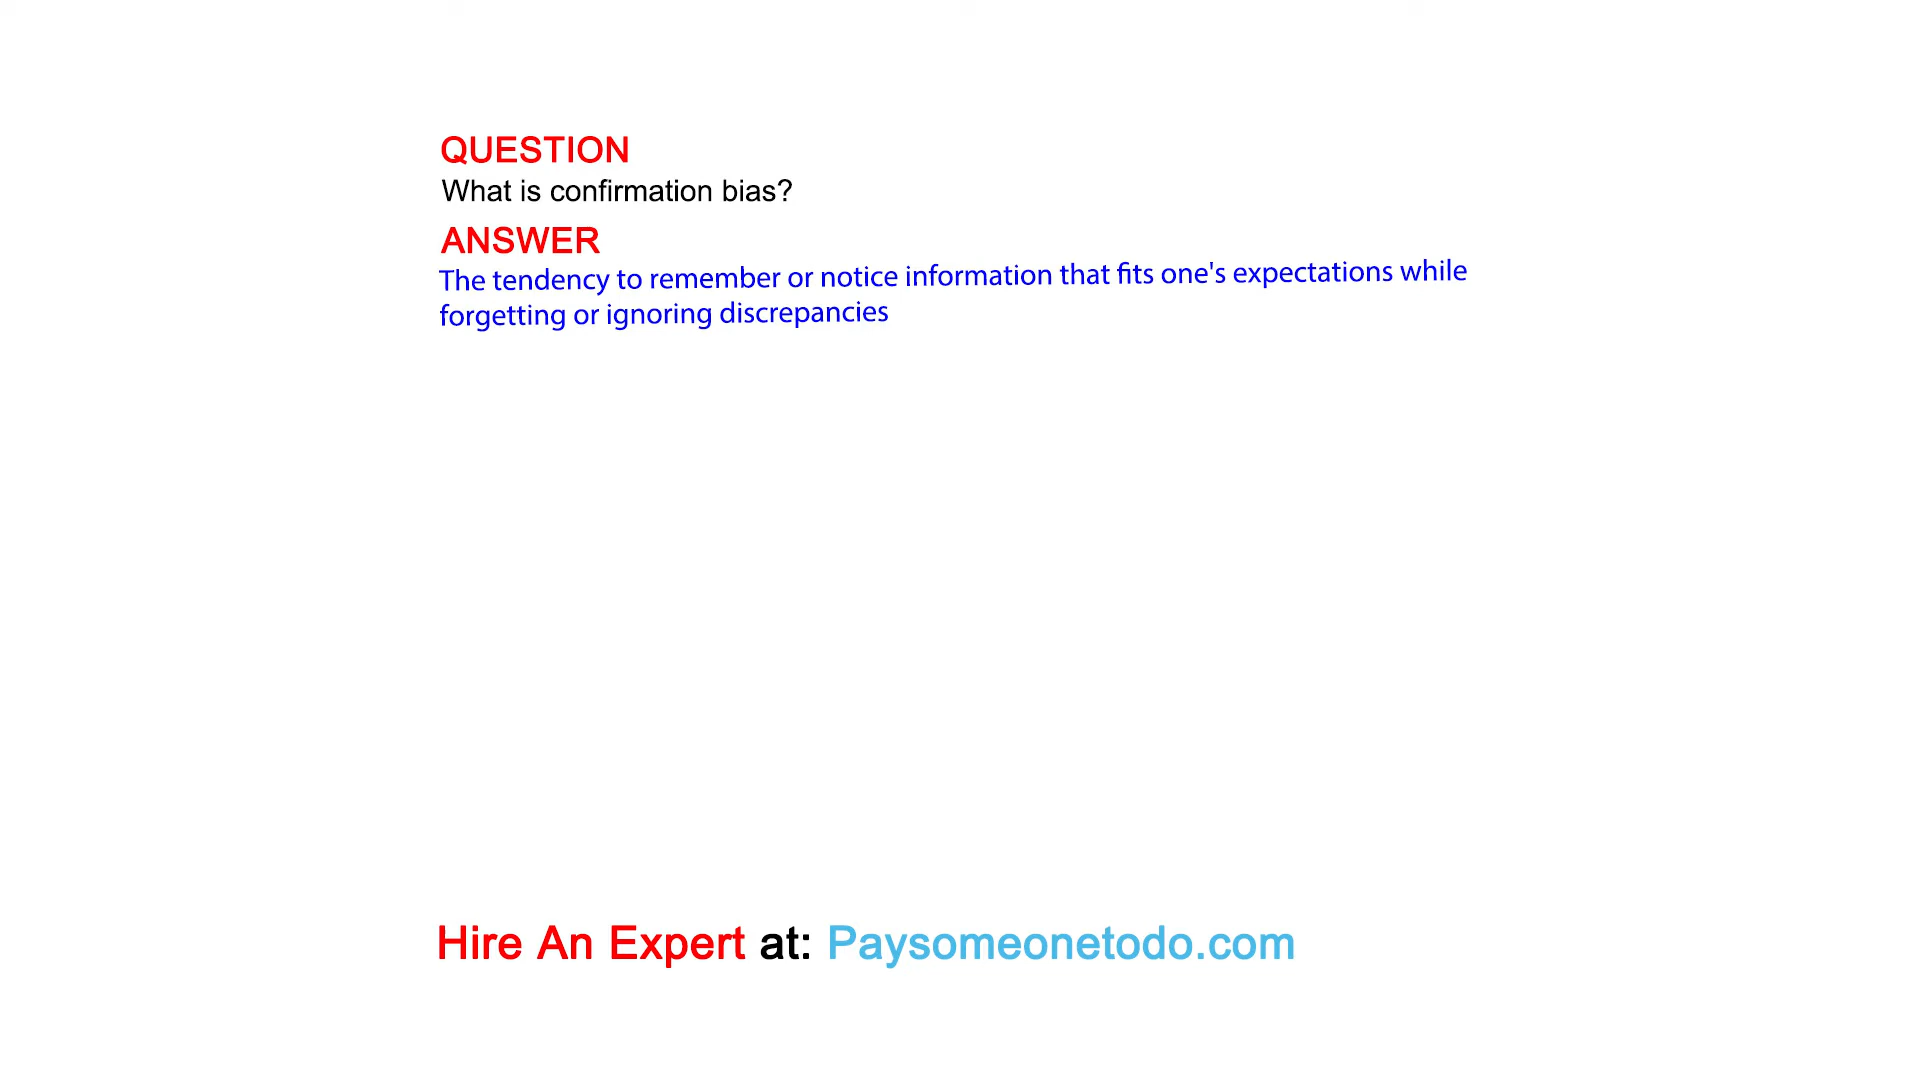 QUESTION
What is confirmation bias?
ANSWER
The tendency to remember or notice information that fits one's expectations while
forgetting or ignoring discrepancies
Hire An Expert at: Paysomeonetodo.com